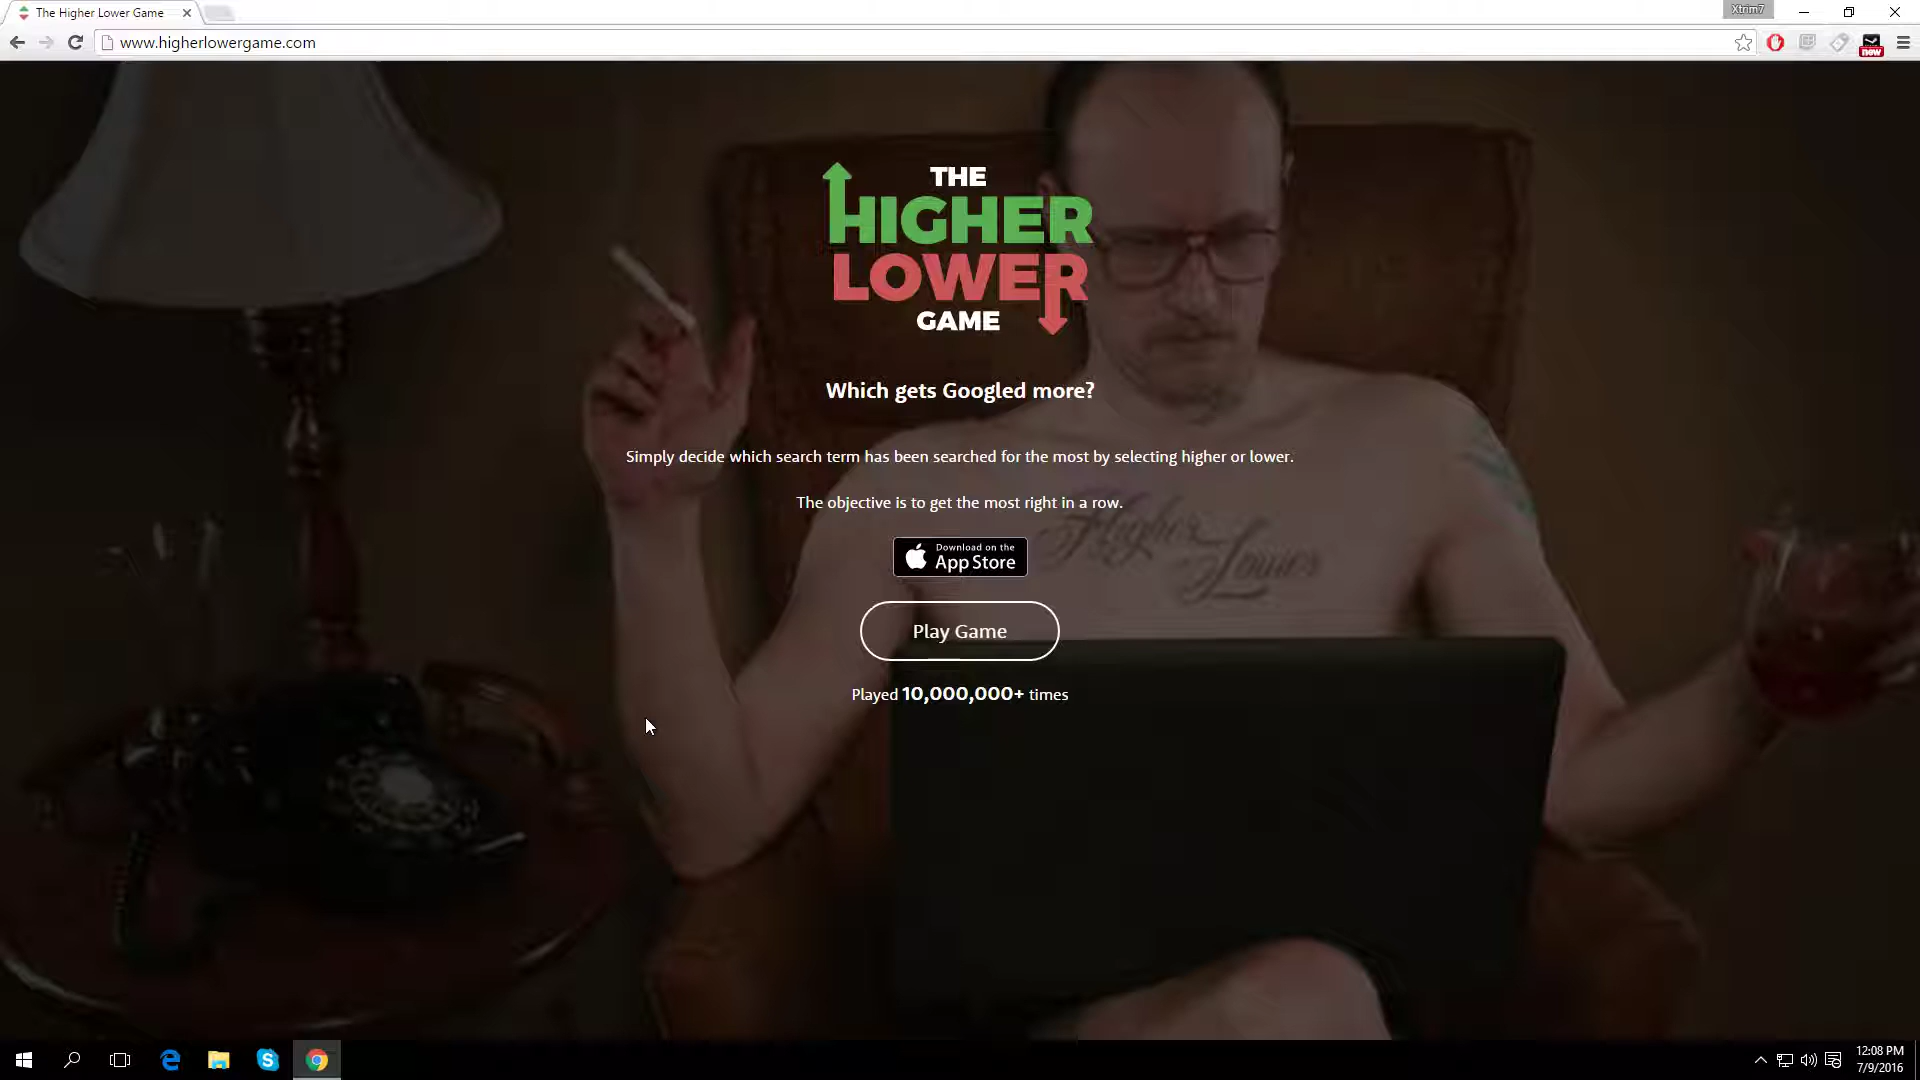 The Higher Lower Game
Xtrim7
www.higherlowergame.com
new
THE
HIGHER
LOWER
GAME
Which gets Googled more?
Simply decide which search term has been searched for the most by selecting higher or lower.
The objective is to get the most right in a row.
Higher
Lower
Download on the
App Store
Play Game
Played 10,000,000+ times
12:08 PM
7/9/2016